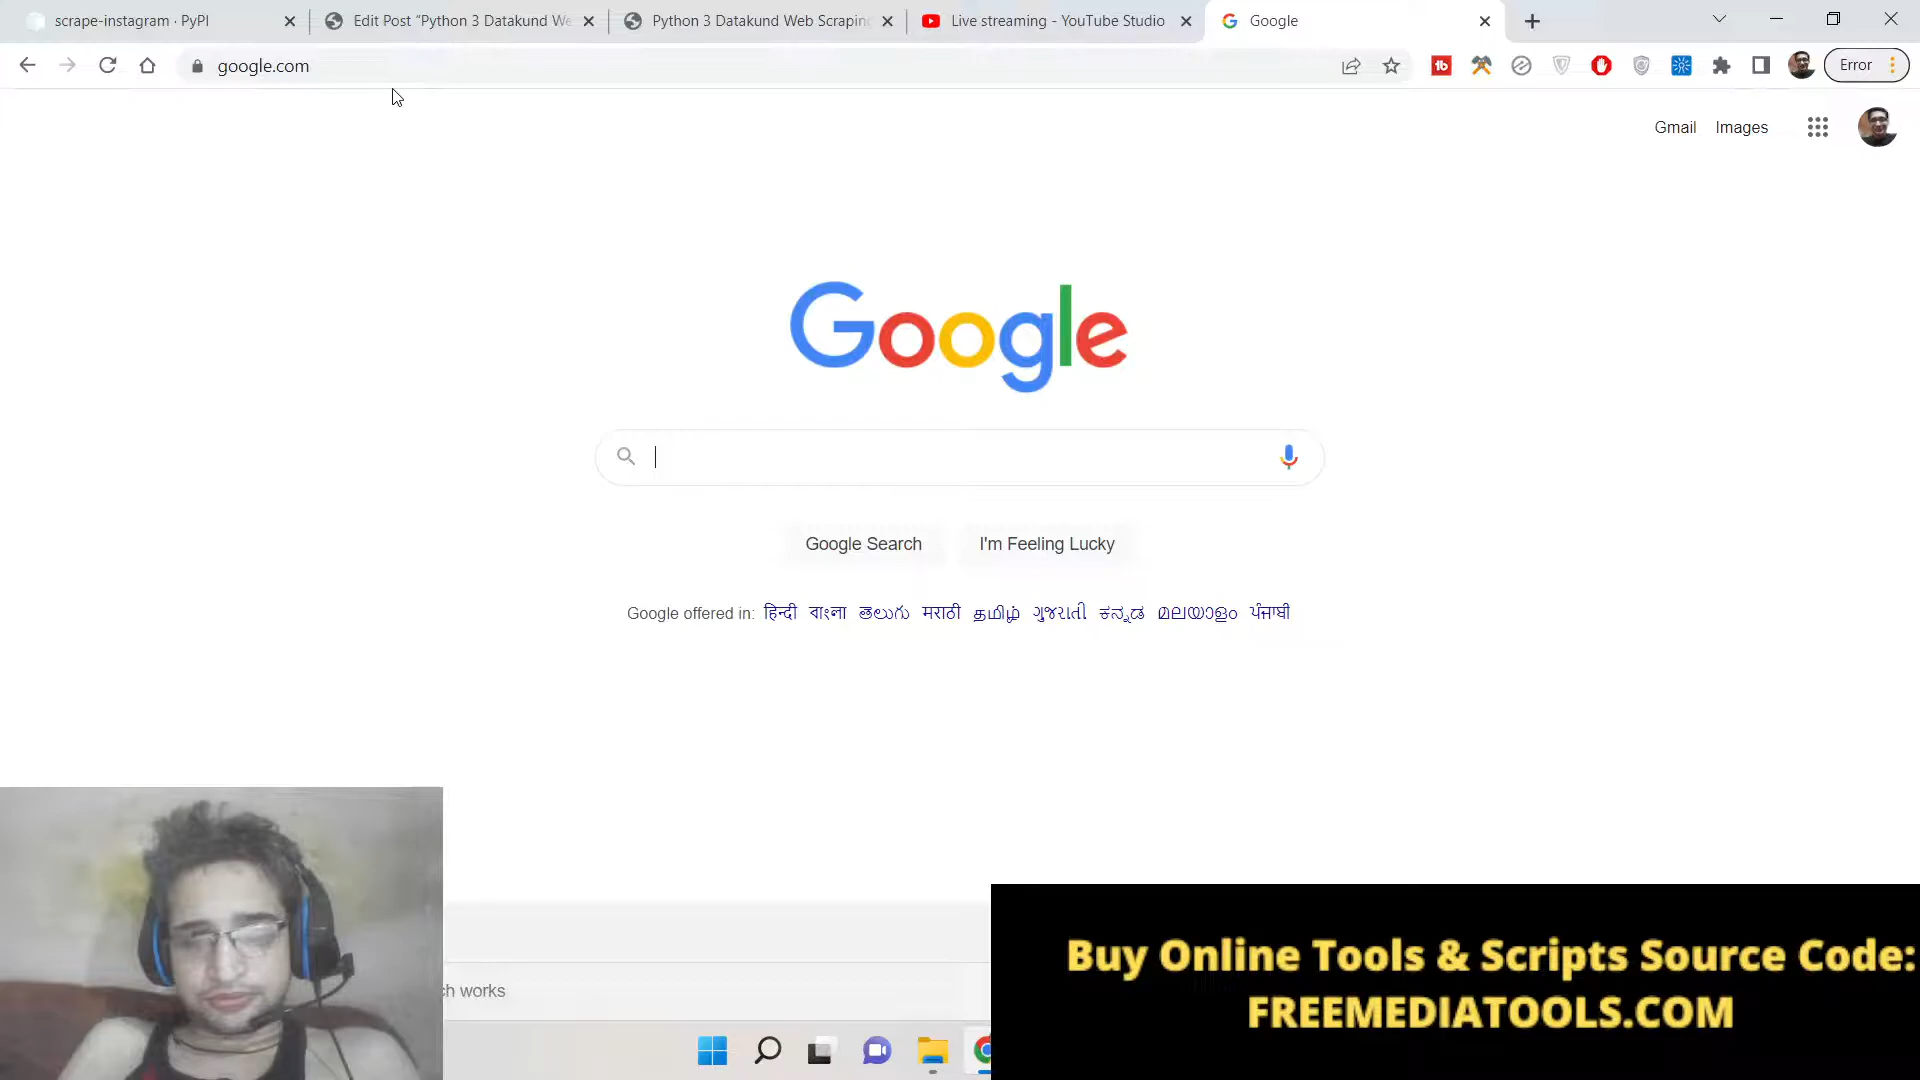 scrape-instagram · PyPI
Edit Post "Python 3 Datakund We
Python 3 Datakund Web Scraping
Live streaming - YouTube Studio
Google
google.com
Error
Gmail
Images
Google
Google Search
I'm Feeling Lucky
Google offered in: हिन्दी বাংলা తెలుగు मराठी தமிழ் ગુજરાતી ಕನ್ನಡ മലയാളം ਪੰਜਾਬੀ
ch works
Buy Online Tools & Scripts Source Code:
FREEMEDIATOOLS.COM